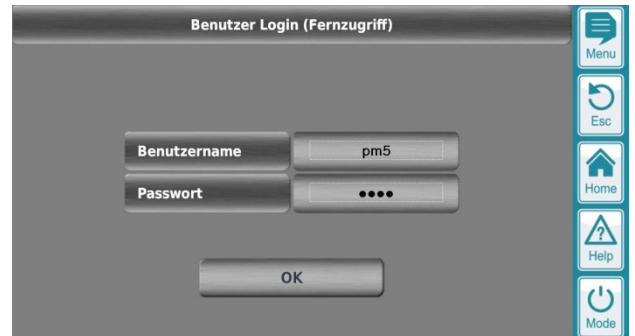 Benutzer Login (Fernzugriff)
Menu
Esc
Benutzername
pm5
Passwort
••••
Home
Help
OK
Mode